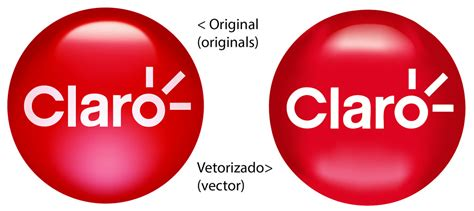 < Original
(originals)
Claro
Claro
Vetorizado>
(vector)